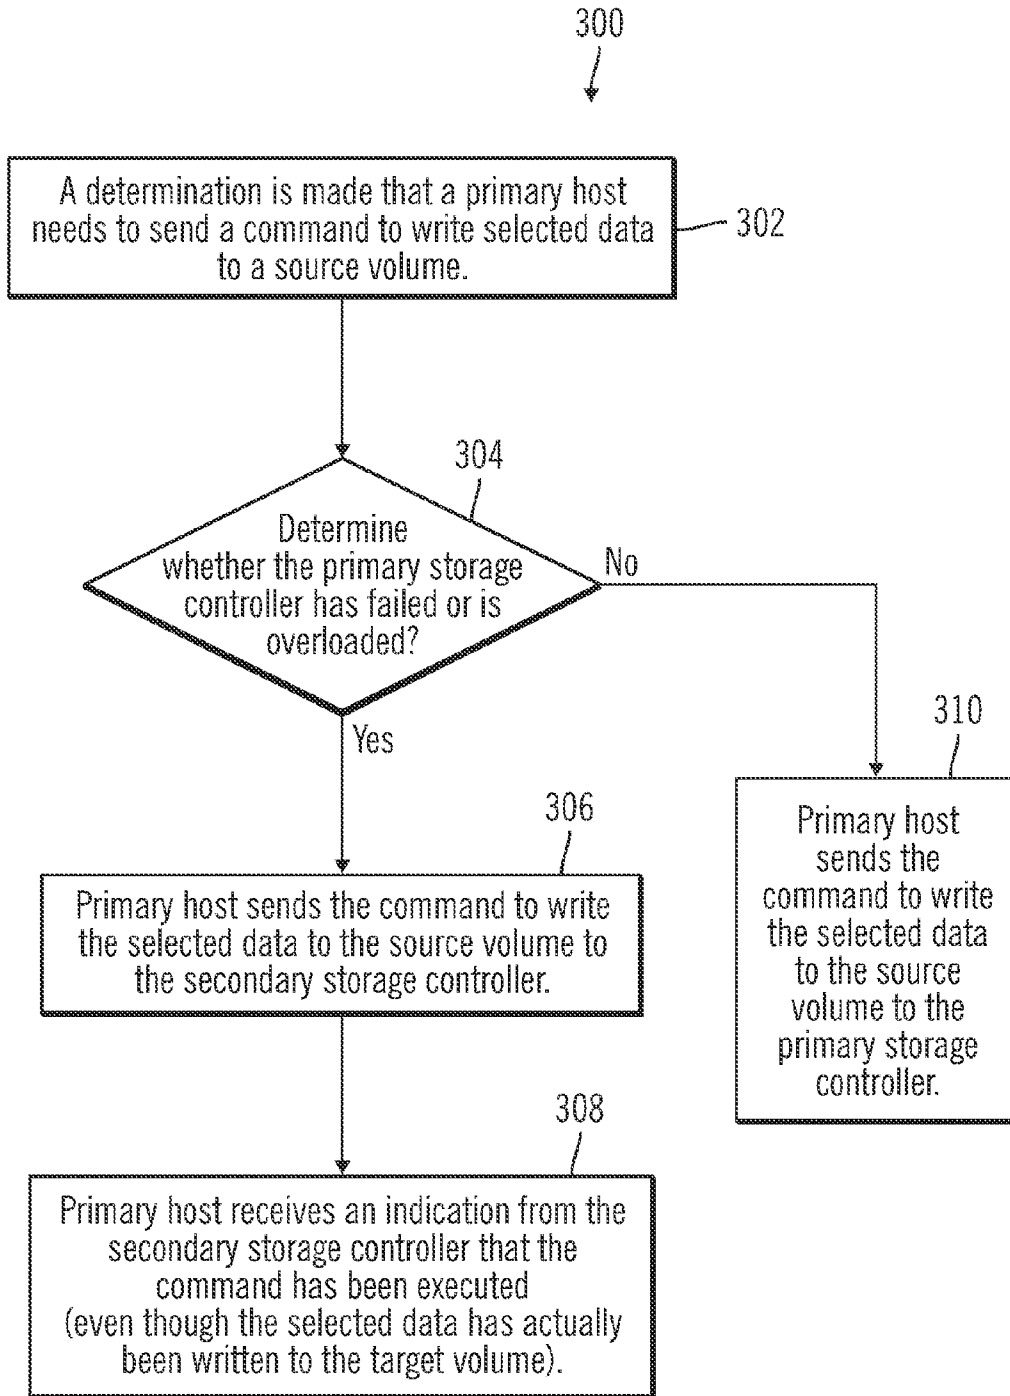 300
A determination is made that a primary host
needs to send a command to write selected data
to a source volume.
302
304
Determine
whether the primary storage
controller has failed or is
overloaded?
No
Yes
310
Primary host
sends the
command to write
the selected data
to the source
volume to the
primary storage
controller.
306
Primary host sends the command to write
the selected data to the source volume to
the secondary storage controller.
308
Primary host receives an indication from the
secondary storage controller that the
command has been executed
(even though the selected data has actually
been written to the target volume).